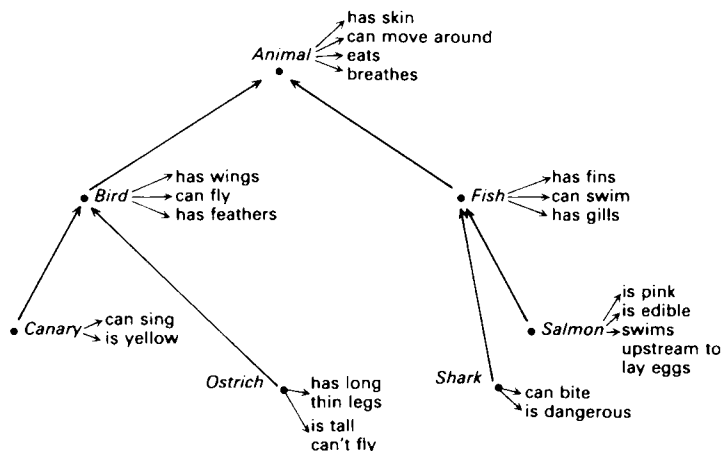 Animal
has skin
can move around
eats
breathes
Bird
has wings
can fly
has feathers
Fish
has fins
can swim
has gills
Canary
can sing
is yellow
Ostrich
has long
thin legs
is tall
can't fly
Shark
can bite
is dangerous
Salmon
is pink
is edible
swims
upstream to
lay eggs